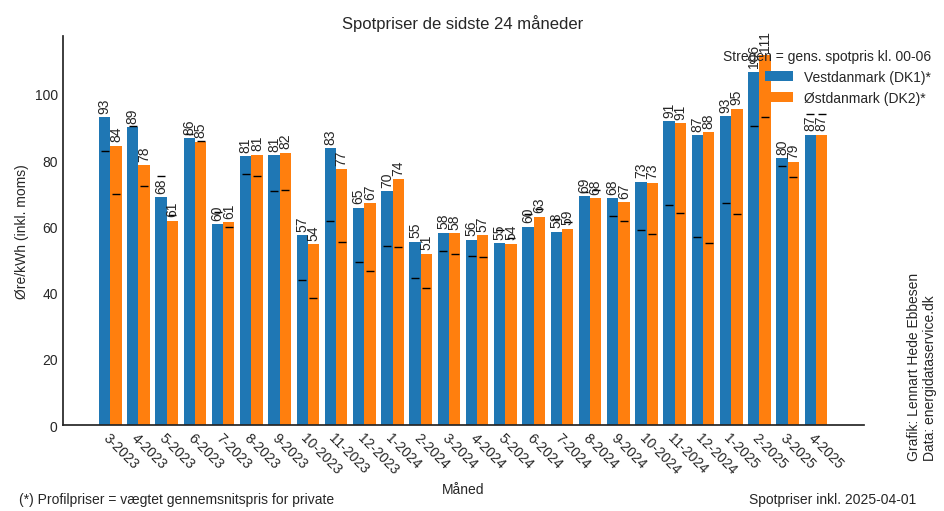 Spotpriser de sidste 24 måneder
Stregen = gens. spotpris kl. 00-06
Vestdanmark (DK1)*
Østdanmark (DK2)*
Øre/kWh (inkl. moms)
100
80
60
40
20
0
93 84 89 78 68 61 86 85 60 61 81 81 81 82 57 54 83 77 65 67 70 74 55 51 58 58 56 57 55 54 60 63 58 59 69 68 68 67 73 73 91 91 87 88 93 95 106 111 80 79 87 87
3-2023 4-2023 5-2023 6-2023 7-2023 8-2023 9-2023 10-2023 11-2023 12-2023 1-2024 2-2024 3-2024 4-2024 5-2024 6-2024 7-2024 8-2024 9-2024 10-2024 11-2024 12-2024 1-2025 2-2025 3-2025 4-2025
Måned
(*) Profilpriser = vægtet gennemsnitspris for private
Spotpriser inkl. 2025-04-01
Grafik: Lennart Hede Ebbesen
Data: energidataservice.dk